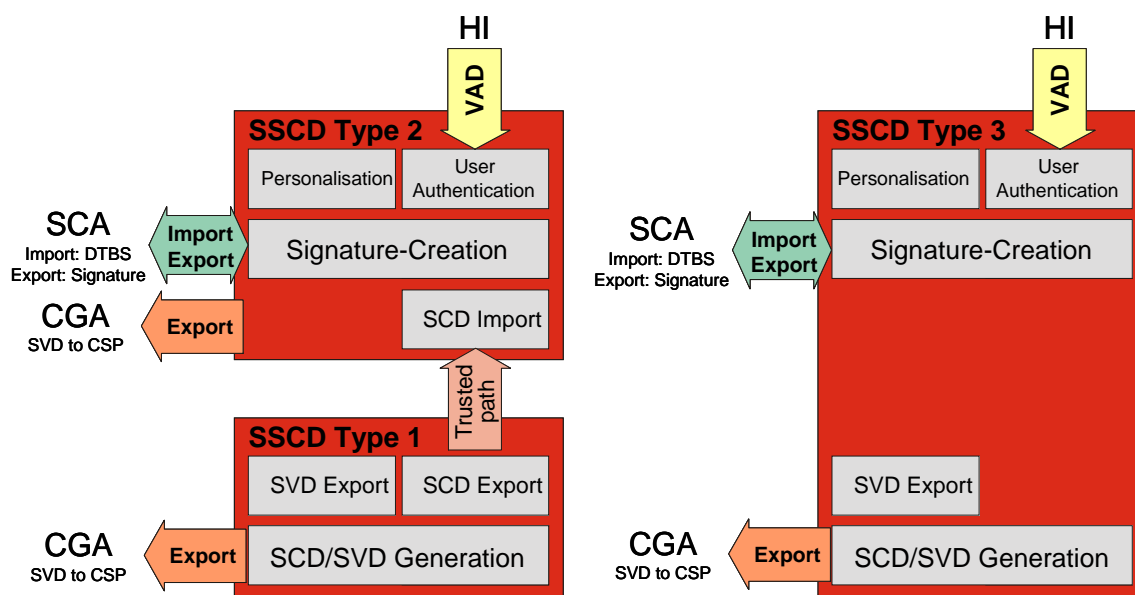 HI
VAD
SSCD Type 2
Personalisation
User
Authentication
SCA
Import: DTBS
Export: Signature
Import
Export
Signature-Creation
CGA
SVD to CSP
Export
SCD Import
Trusted
path
SSCD Type 1
SVD Export
SCD Export
CGA
SVD to CSP
Export
SCD/SVD Generation
HI
VAD
SSCD Type 3
Personalisation
User
Authentication
SCA
Import: DTBS
Export: Signature
Import
Export
Signature-Creation
SVD Export
CGA
SVD to CSP
Export
SCD/SVD Generation